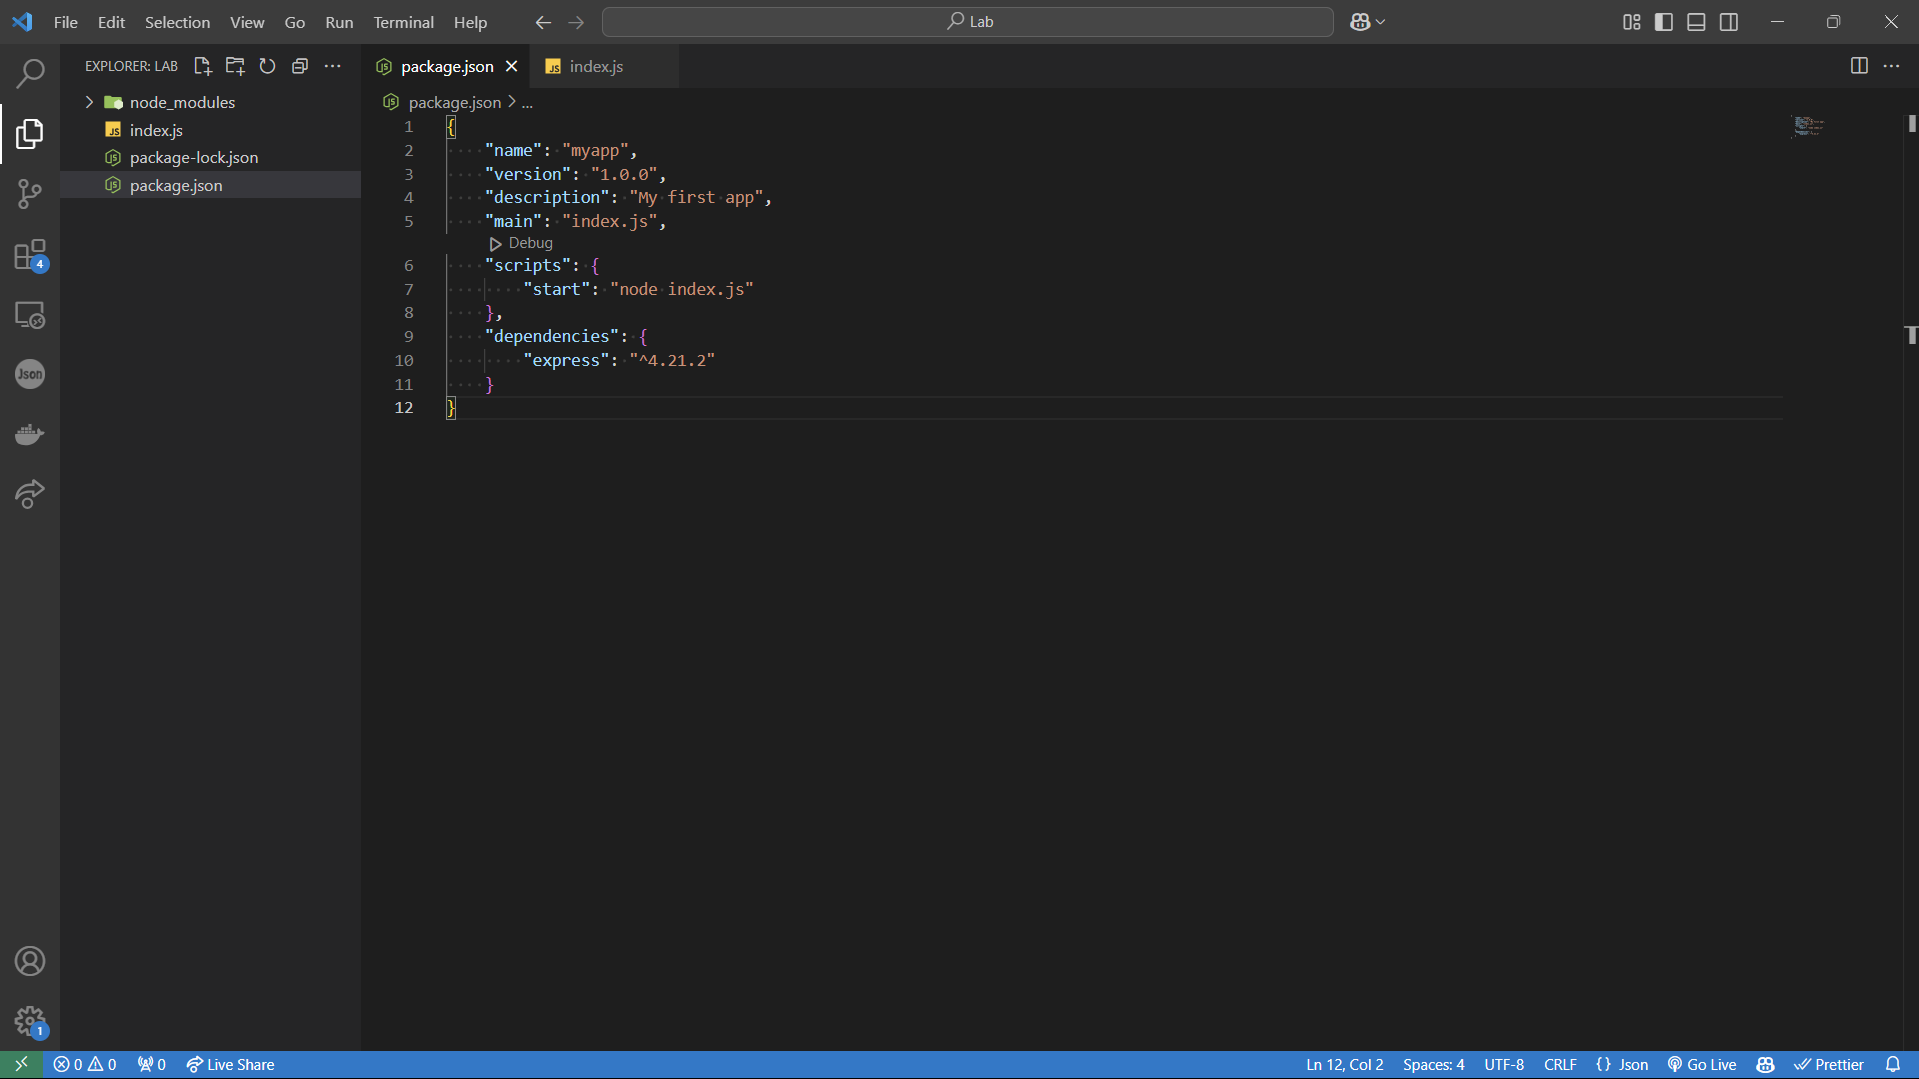 File Edit Selection View Go Run Terminal Help
Lab
EXPLORER: LAB
node_modules
index.js
package-lock.json
package.json
package.json
index.js
package.json > ...
1 {
2 "name": "myapp",
3 "version": "1.0.0",
4 "description": "My first app",
5 "main": "index.js",
Debug
6 "scripts": {
7 "start": "node index.js"
8 },
9 "dependencies": {
10 "express": "^4.21.2"
11 }
12 }
JS
JS
Json
4
1
0 0 0 Live Share
Ln 12, Col 2 Spaces: 4 UTF-8 CRLF {} Json Go Live Prettier